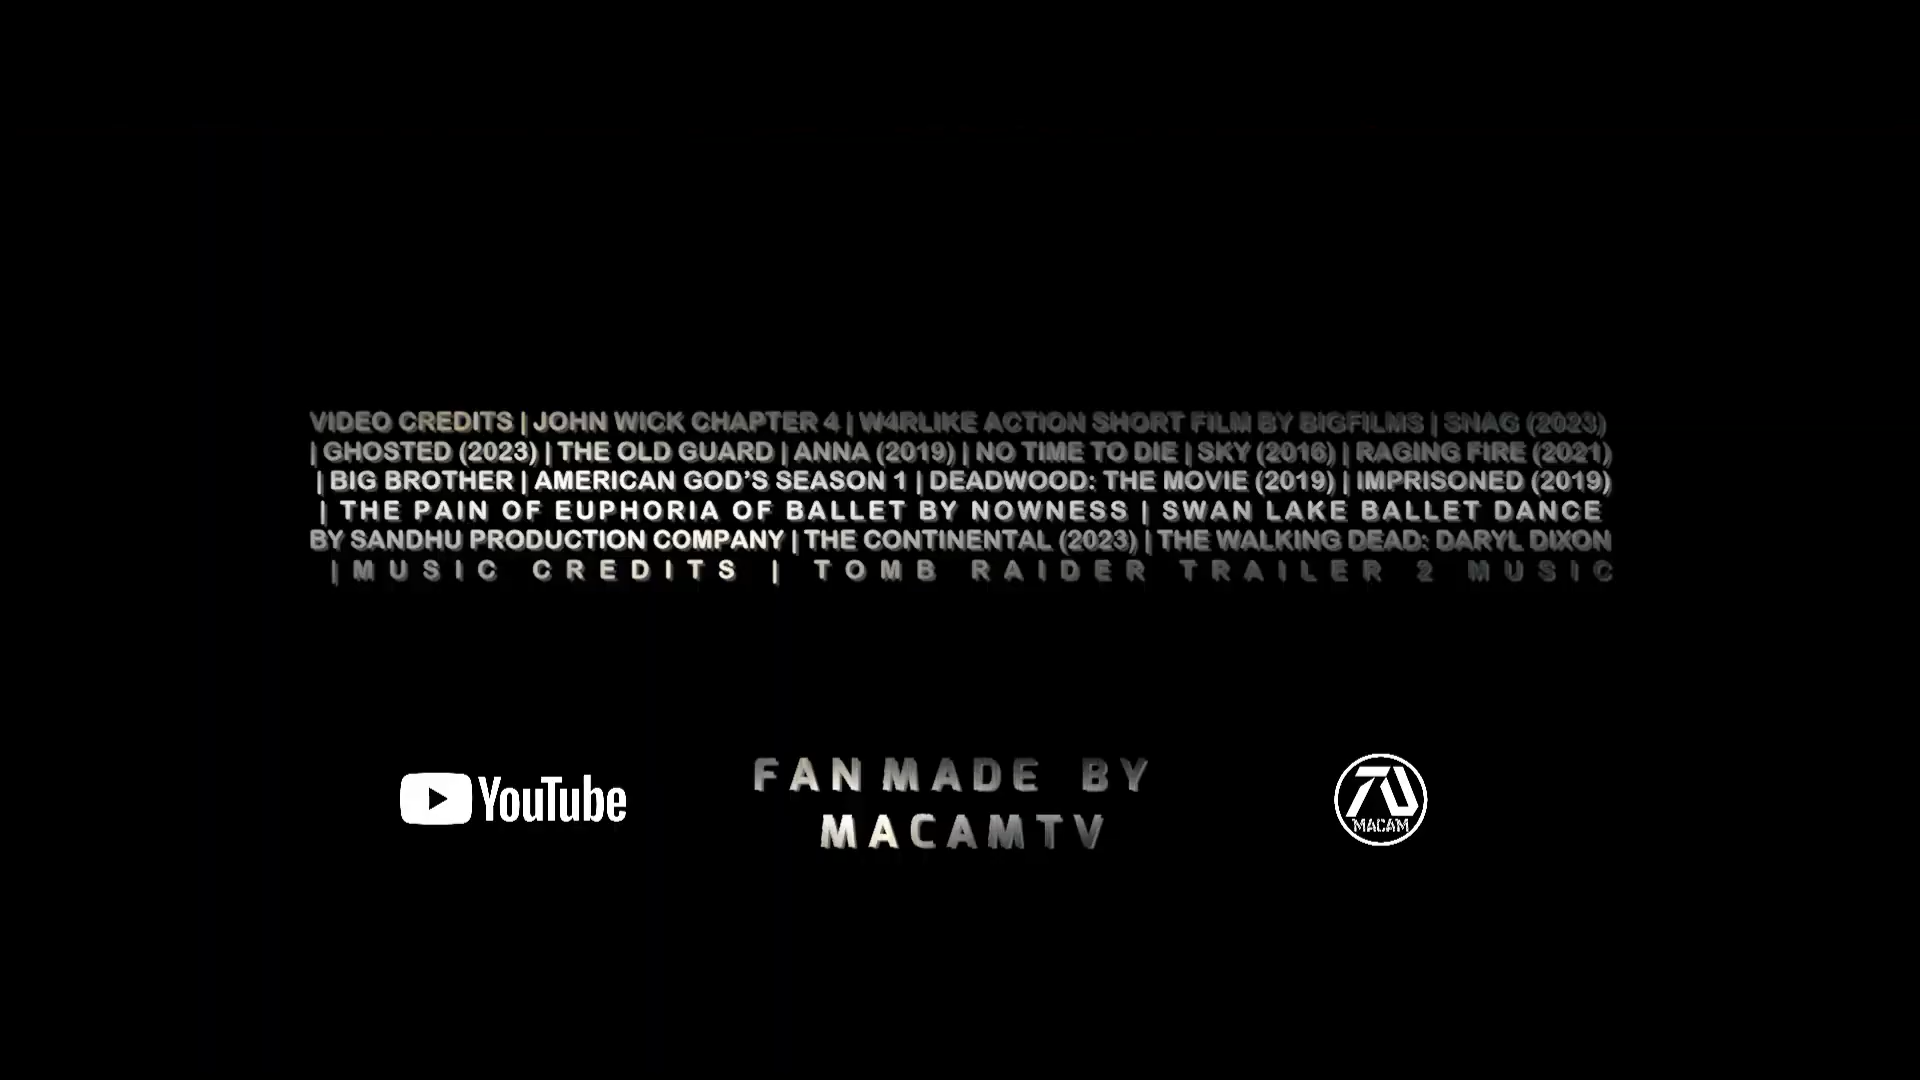 VIDEO CREDITS | JOHN WICK CHAPTER 4 | W4RLIKE ACTION SHORT FILM BY BIGFILMS | SNAG (2023)
| GHOSTED (2023) | THE OLD GUARD | ANNA (2019) | NO TIME TO DIE | SKY (2016) | RAGING FIRE (2021)
| BIG BROTHER | AMERICAN GOD'S SEASON 1 | DEADWOOD: THE MOVIE (2019) | IMPRISONED (2019)
| THE PAIN OF EUPHORIA OF BALLET BY NOWNESS | SWAN LAKE BALLET DANCE
BY SANDHU PRODUCTION COMPANY | THE CONTINENTAL (2023) | THE WALKING DEAD: DARYL DIXON
| MUSIC CREDITS | TOMB RAIDER TRAILER 2 MUSIC
YouTube
FANMADE BY
MACAMTV
MACAM